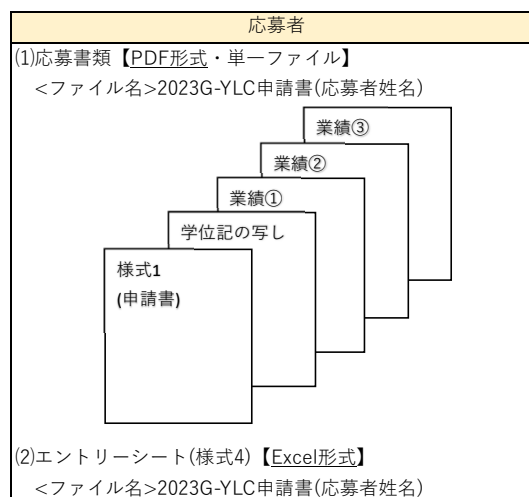 応募者
⑴応募書類【PDF形式・単一ファイル】
<ファイル名>2023G-YLC申請書(応募者姓名)
業績③
業績②
業績①
学位記の写し
様式1
(申請書)
⑵エントリーシート(様式4)【Excel形式】
<ファイル名>2023G-YLC申請書(応募者姓名)